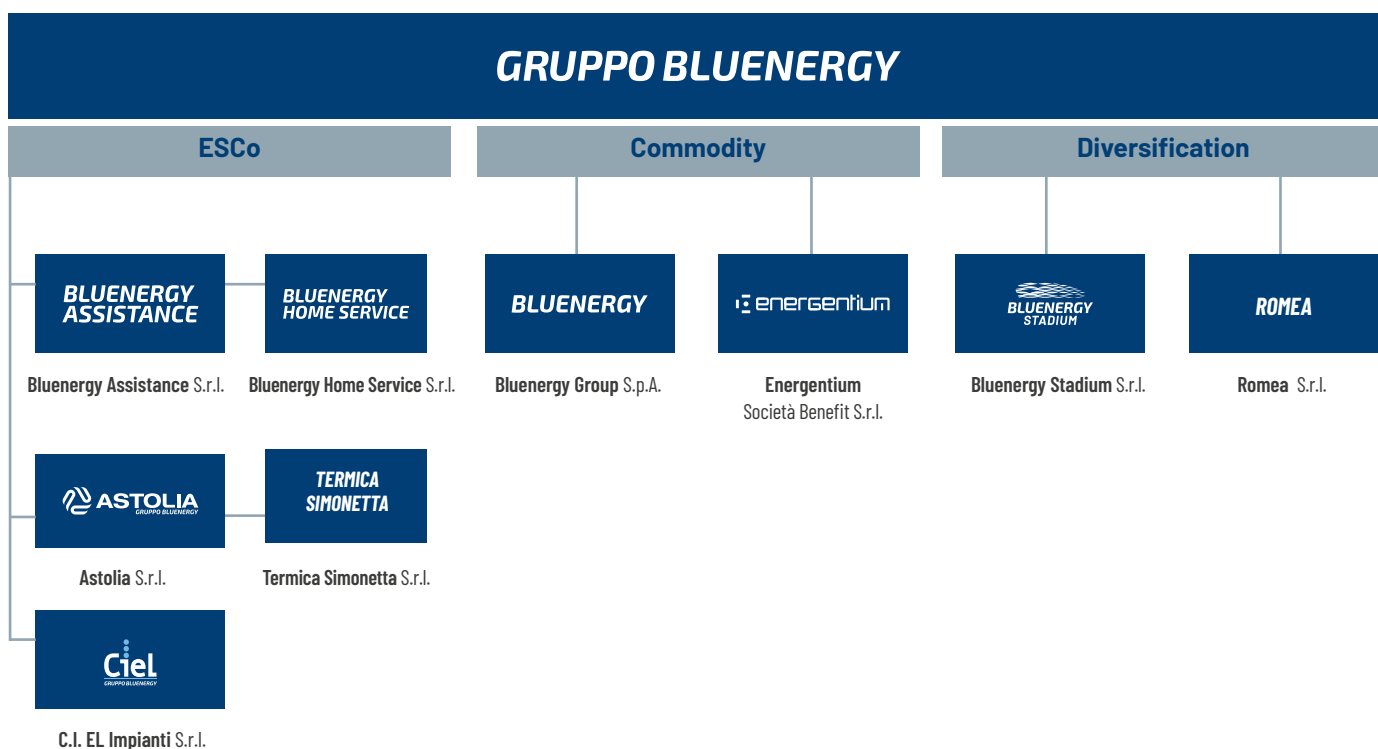 GRUPPO BLUENERGY
ESCo
Commodity
Diversification
BLUENERGY
ASSISTANCE
BLUENERGY
HOME SERVICE
BLUENERGY
energentium
BLUENERGY
STADIUM
ROMEA
Bluenergy Assistance S.r.l.
Bluenergy Home Service S.r.l.
Bluenergy Group S.p.A.
Energentium
Società Benefit S.r.l.
Bluenergy Stadium S.r.l.
Romea S.r.l.
ASTOLIA
GRUPPO BLUENERGY
TERMICA
SIMONETTA
Astolia S.r.l.
Termica Simonetta S.r.l.
Ciel
GRUPPO BLUENERGY
C.I. EL Impianti S.r.l.